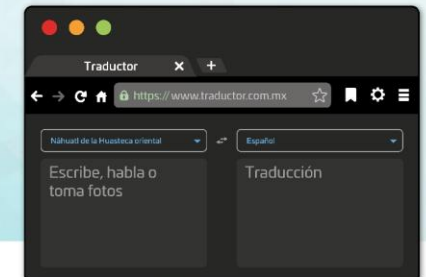 Traductor
https://www.traductor.com.mx
Náhuatl de la Huasteca oriental
Español
Escribe, habla o
toma fotos
Traducción